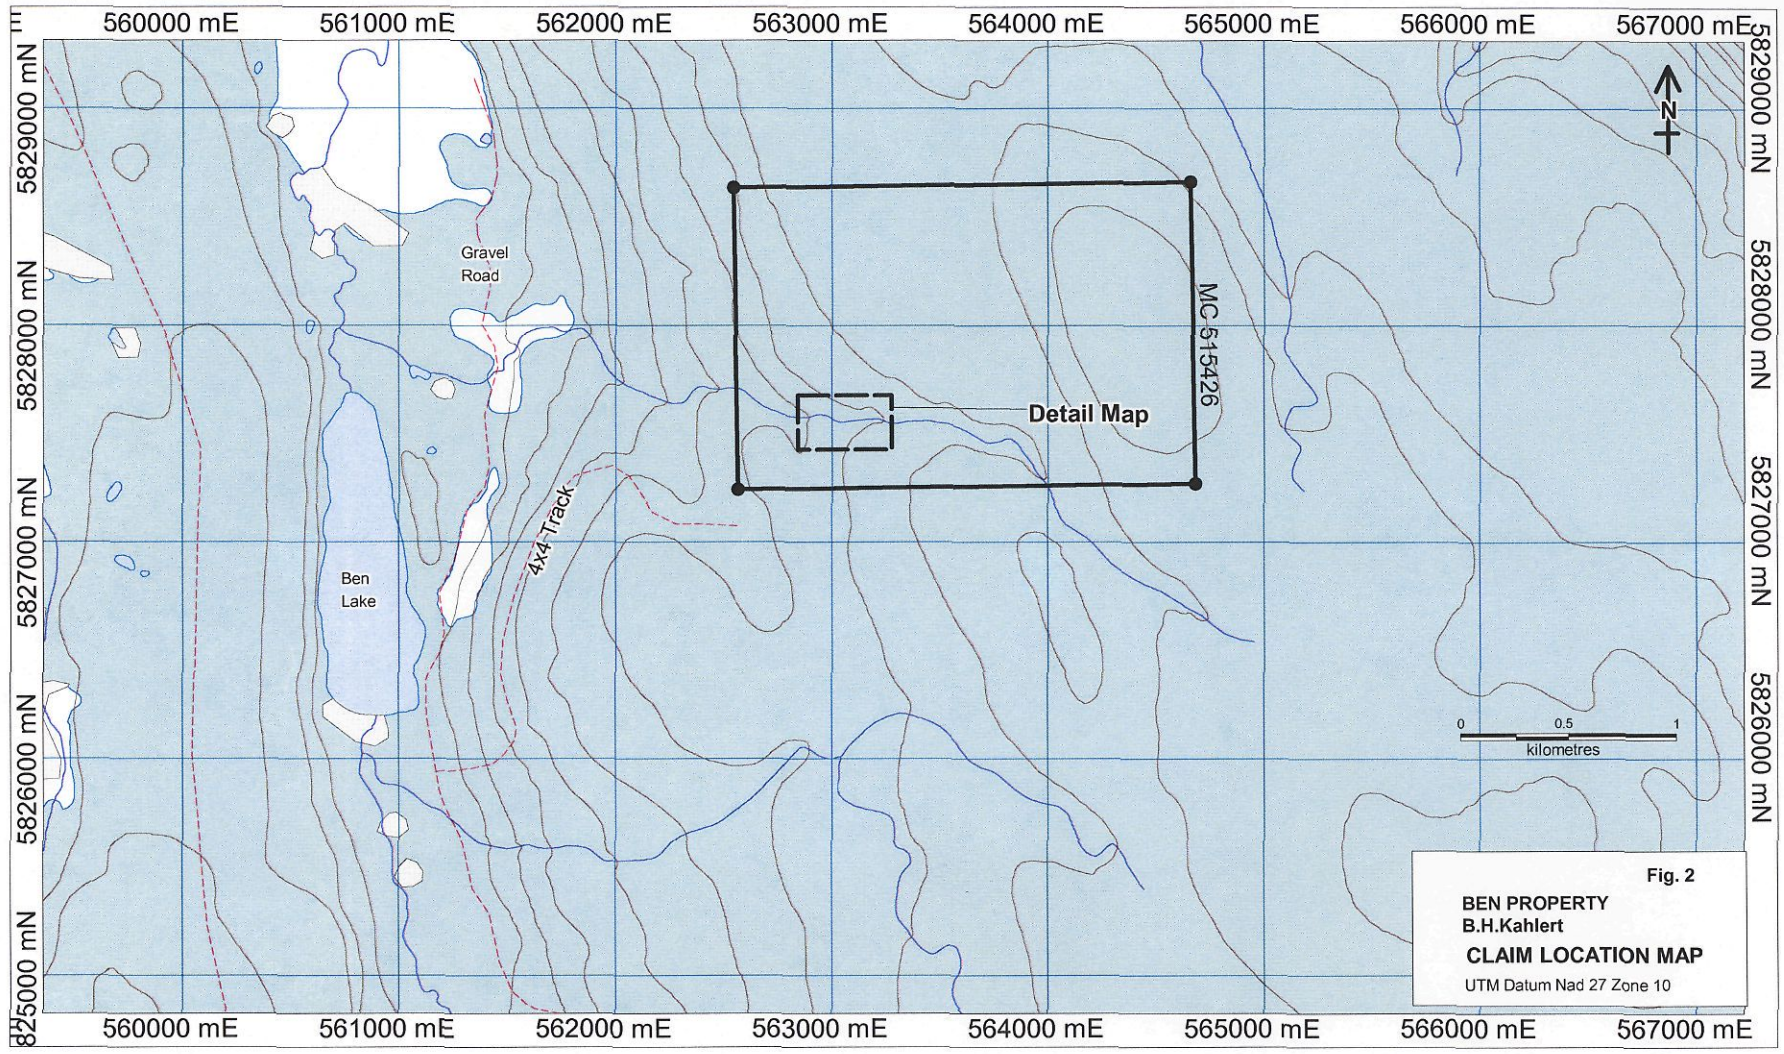 E 560000 mE 561000 mE 562000 mE 563000 mE 564000 mE 565000 mE 566000 mE 567000 mE
5829000 mN
5828000 mN
5827000 mN
5826000 mN
825000 mN
5829000 mN
5828000 mN
5827000 mN
5826000 mN
N
Gravel
Road
MC 515426
Detail Map
4x4 Track
Ben
Lake
0 0.5 1
kilometres
Fig. 2
BEN PROPERTY
B.H.Kahlert
CLAIM LOCATION MAP
UTM Datum Nad 27 Zone 10
560000 mE 561000 mE 562000 mE 563000 mE 564000 mE 565000 mE 566000 mE 567000 mE